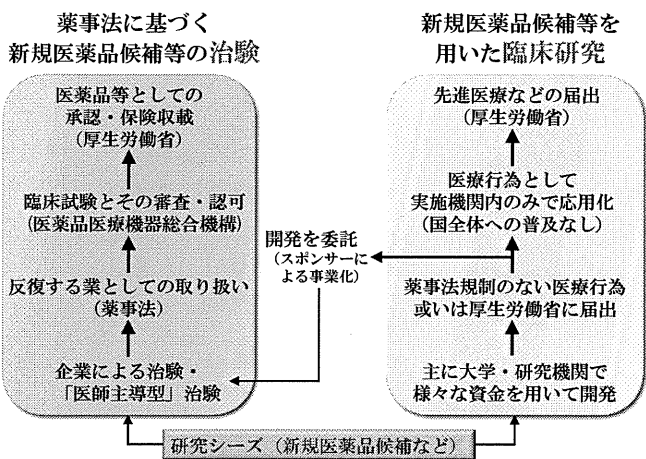 薬事法に基づく
新規医薬品候補等の治験
医薬品等としての
承認・保険収載
(厚生労働省)
臨床試験とその審査・認可
(医薬品医療機器総合機構)
反復する業としての取り扱い
(薬事法)
企業による治験・
「医師主導型」治験
開発を委託
(スポンサーに
よる事業化)
新規医薬品候補等を
用いた臨床研究
先進医療などの届出
(厚生労働省)
医療行為として
実施機関内のみで応用化
(国全体への普及なし)
薬事法規制のない医療行為
或いは厚生労働省に届出
主に大学・研究機関で
様々な資金を用いて開発
研究シーズ(新規医薬品候補など)